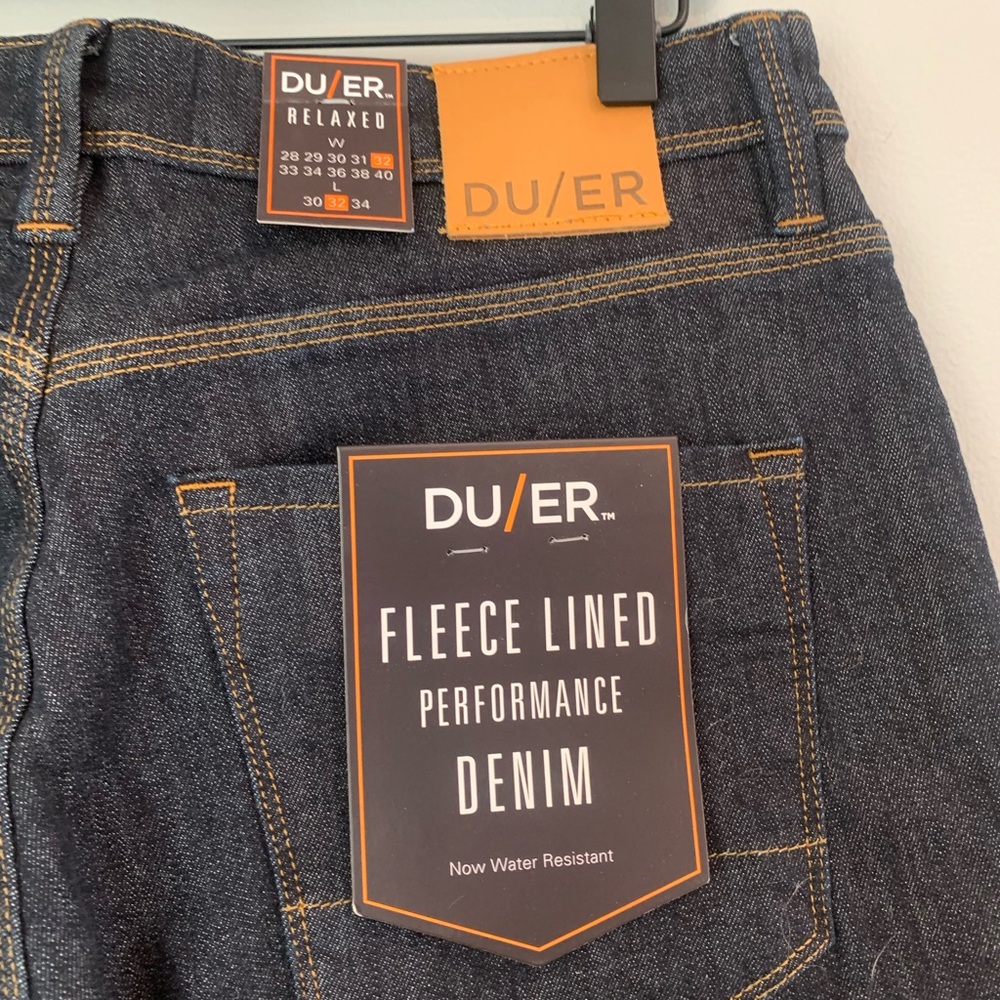 DU/ER™
RELAXED
W
28 29 30 31 32
33 34 36 38 40
L
30 32 34
DU/ER
DU/ER™
FLEECE LINED
PERFORMANCE
DENIM
Now Water Resistant